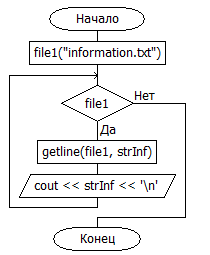 Начало
file1("information.txt")
file1
Нет
Да
getline(file1, strInf)
cout << strInf << '\n'
Конец